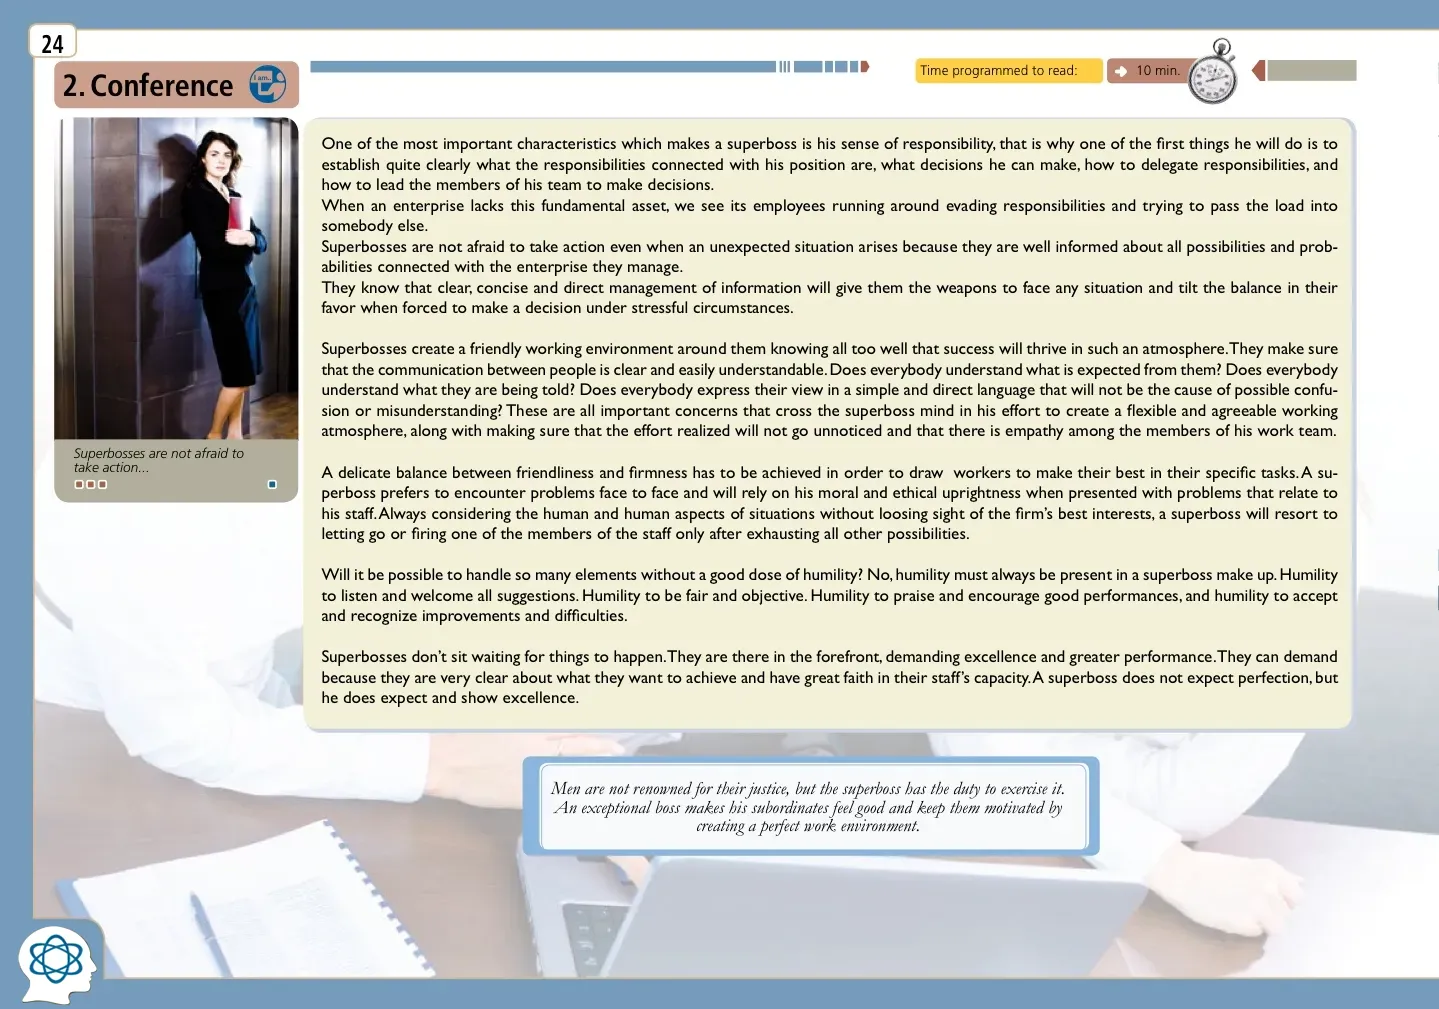 24
2. Conference
I am...
Time programmed to read:
10 min.
One of the most important characteristics which makes a superboss is his sense of responsibility, that is why one of the first things he will do is to
establish quite clearly what the responsibilities connected with his position are, what decisions he can make, how to delegate responsibilities, and
how to lead the members of his team to make decisions.
When an enterprise lacks this fundamental asset, we see its employees running around evading responsibilities and trying to pass the load into
somebody else.
Superbosses are not afraid to take action even when an unexpected situation arises because they are well informed about all possibilities and prob-
abilities connected with the enterprise they manage.
They know that clear, concise and direct management of information will give them the weapons to face any situation and tilt the balance in their
favor when forced to make a decision under stressful circumstances.
Superbosses create a friendly working environment around them knowing all too well that success will thrive in such an atmosphere. They make sure
that the communication between people is clear and easily understandable. Does everybody understand what is expected from them? Does everybody
understand what they are being told? Does everybody express their view in a simple and direct language that will not be the cause of possible confu-
sion or misunderstanding? These are all important concerns that cross the superboss mind in his effort to create a flexible and agreeable working
atmosphere, along with making sure that the effort realized will not go unnoticed and that there is empathy among the members of his work team.
A delicate balance between friendliness and firmness has to be achieved in order to draw workers to make their best in their specific tasks. A su-
perboss prefers to encounter problems face to face and will rely on his moral and ethical uprightness when presented with problems that relate to
his staff. Always considering the human and human aspects of situations without loosing sight of the firm's best interests, a superboss will resort to
letting go or firing one of the members of the staff only after exhausting all other possibilities.
Will it be possible to handle so many elements without a good dose of humility? No, humility must always be present in a superboss make up. Humility
to listen and welcome all suggestions. Humility to be fair and objective. Humility to praise and encourage good performances, and humility to accept
and recognize improvements and difficulties.
Superbosses don't sit waiting for things to happen. They are there in the forefront, demanding excellence and greater performance. They can demand
because they are very clear about what they want to achieve and have great faith in their staff's capacity. A superboss does not expect perfection, but
he does expect and show excellence.
Superbosses are not afraid to
take action...
Men are not renowned for their justice, but the superboss has the duty to exercise it.
An exceptional boss makes his subordinates feel good and keep them motivated by
creating a perfect work environment.